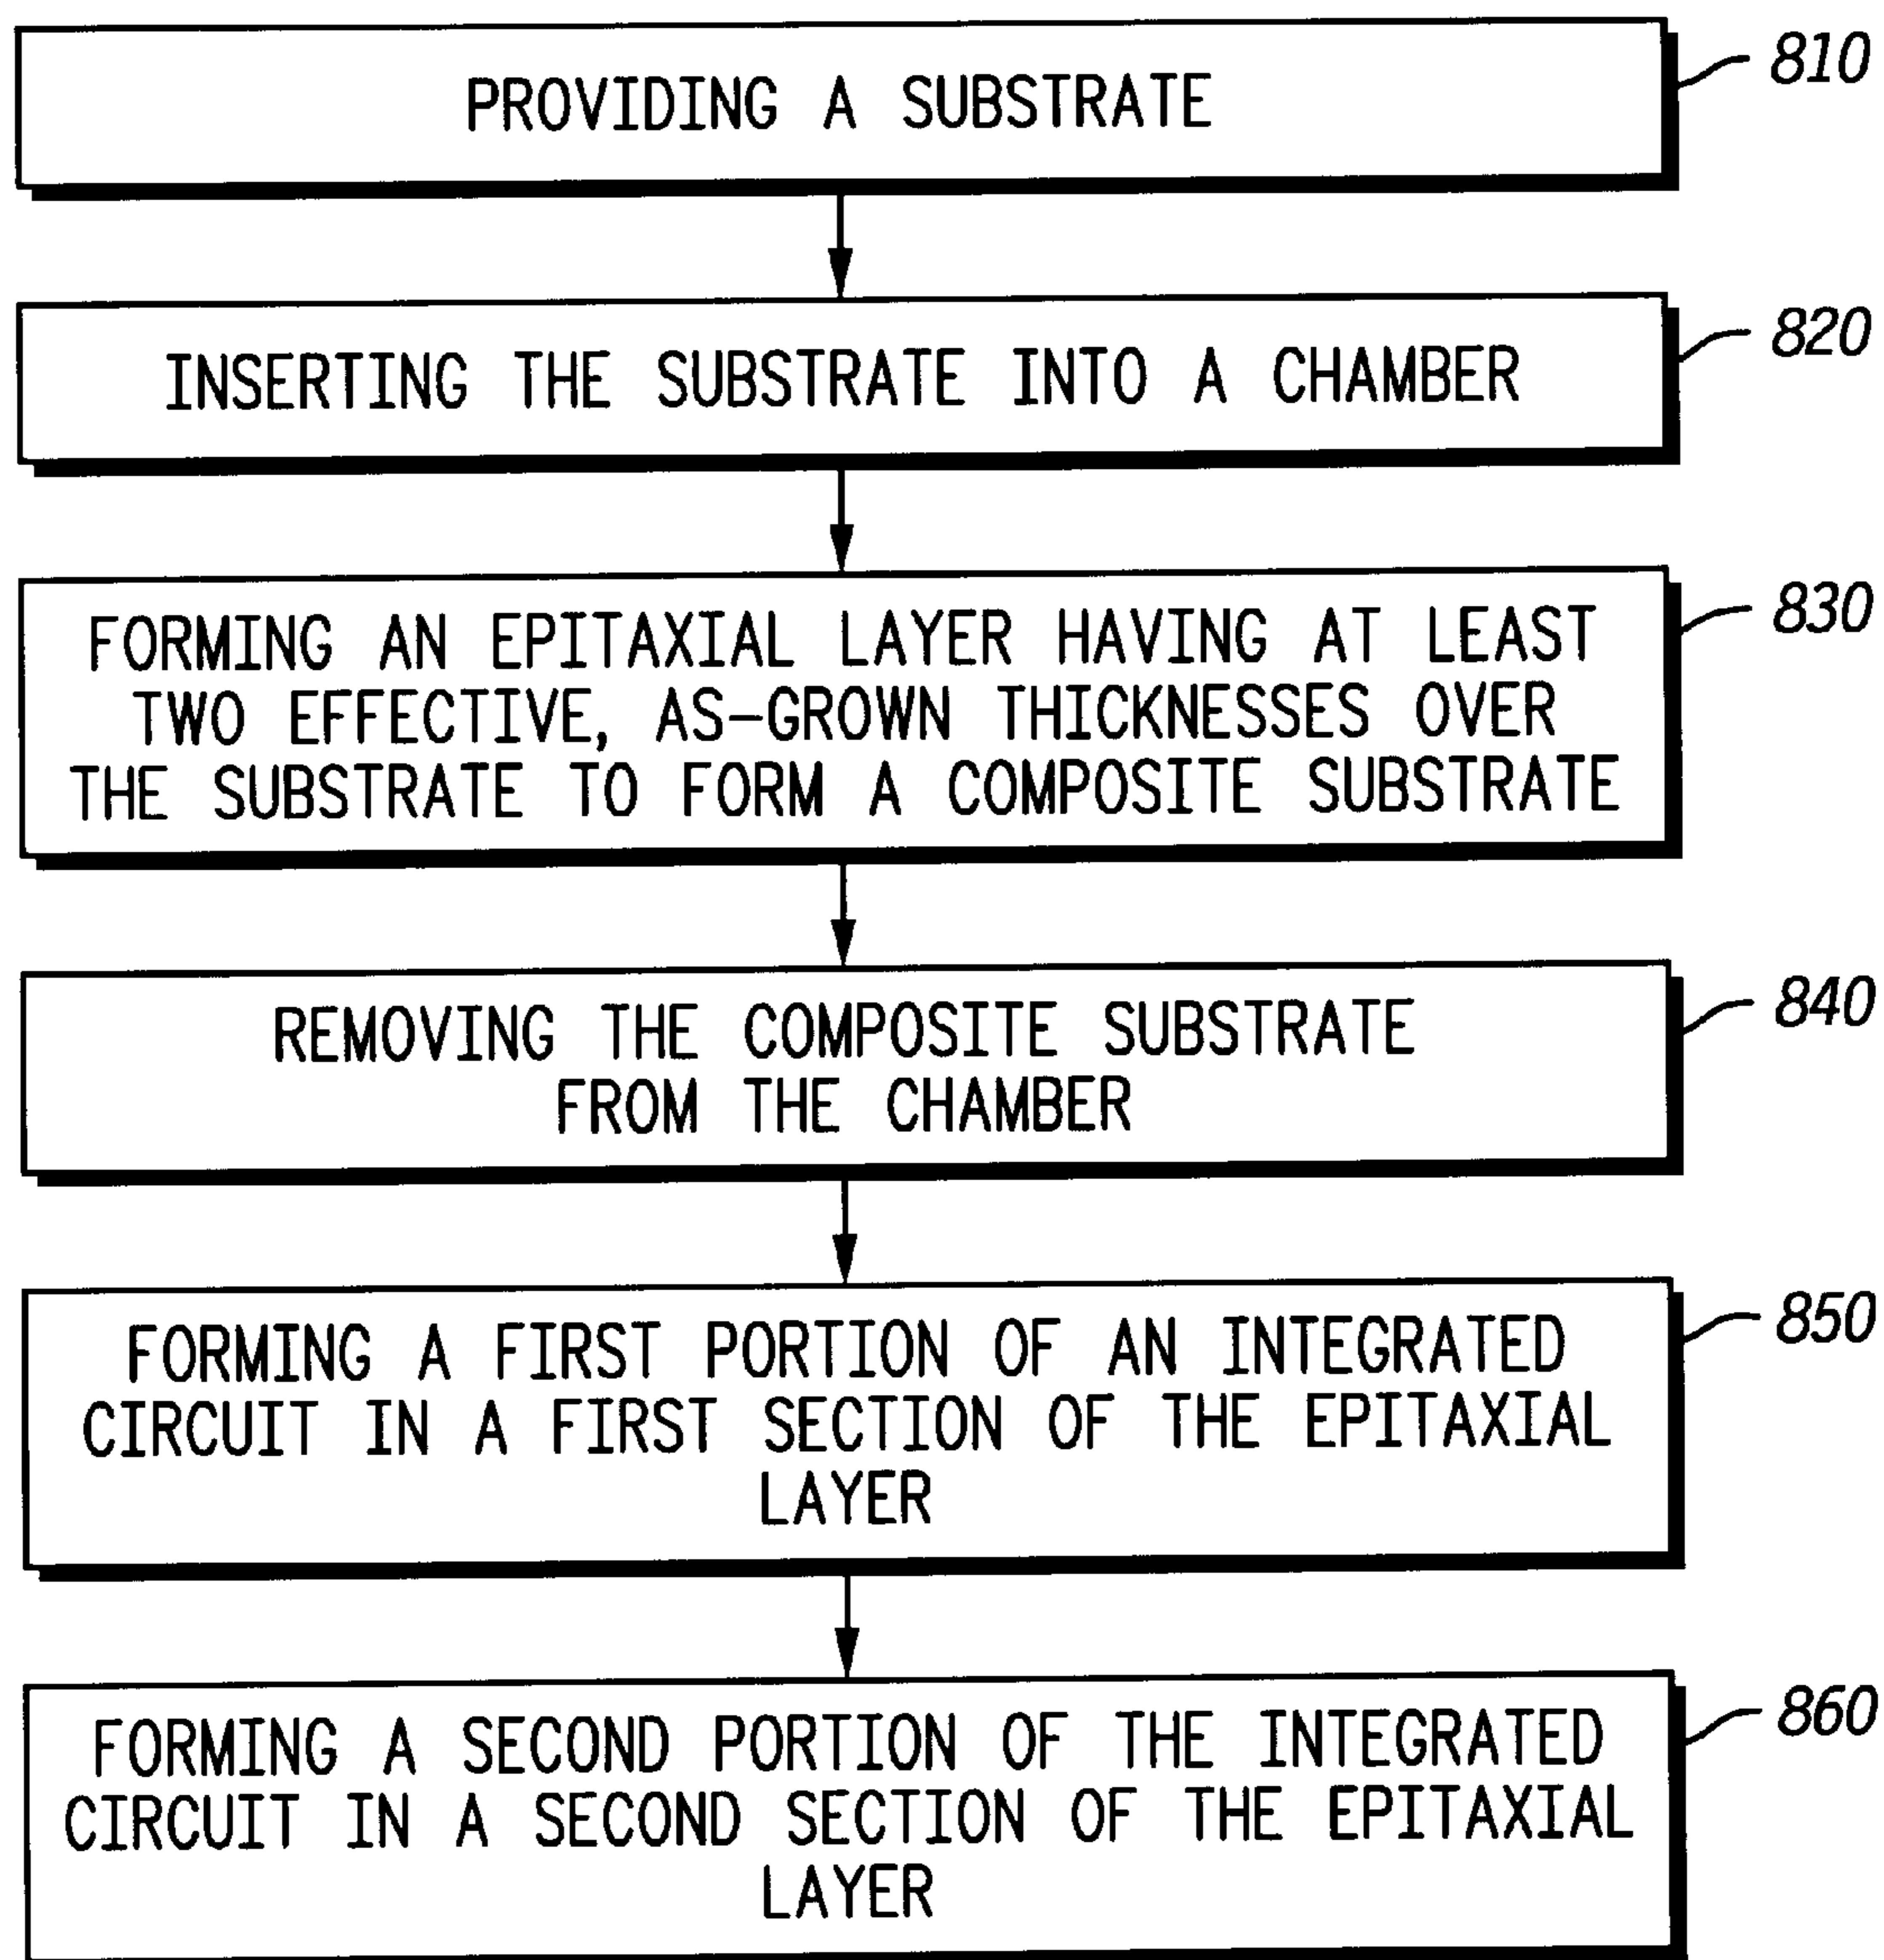 PROVIDING A SUBSTRATE
810
INSERTING THE SUBSTRATE INTO A CHAMBER
820
FORMING AN EPITAXIAL LAYER HAVING AT LEAST
TWO EFFECTIVE, AS-GROWN THICKNESSES OVER
THE SUBSTRATE TO FORM A COMPOSITE SUBSTRATE
830
REMOVING THE COMPOSITE SUBSTRATE
FROM THE CHAMBER
840
FORMING A FIRST PORTION OF AN INTEGRATED
CIRCUIT IN A FIRST SECTION OF THE EPITAXIAL
LAYER
850
FORMING A SECOND PORTION OF THE INTEGRATED
CIRCUIT IN A SECOND SECTION OF THE EPITAXIAL
LAYER
860